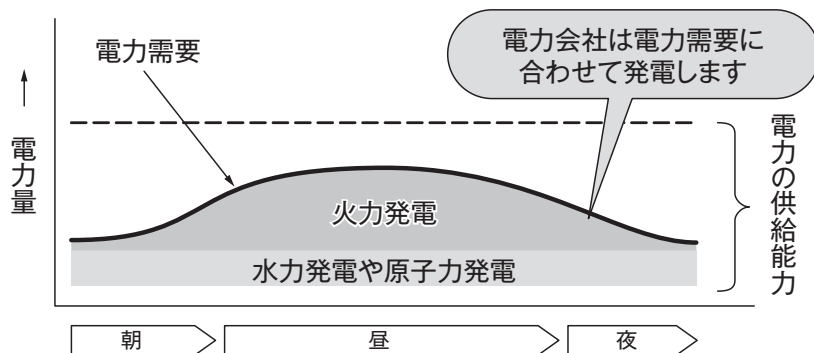 電力需要
電力会社は電力需要に
合わせて発電します
電力量
電力の供給能力
火力発電
水力発電や原子力発電
朝
昼
夜